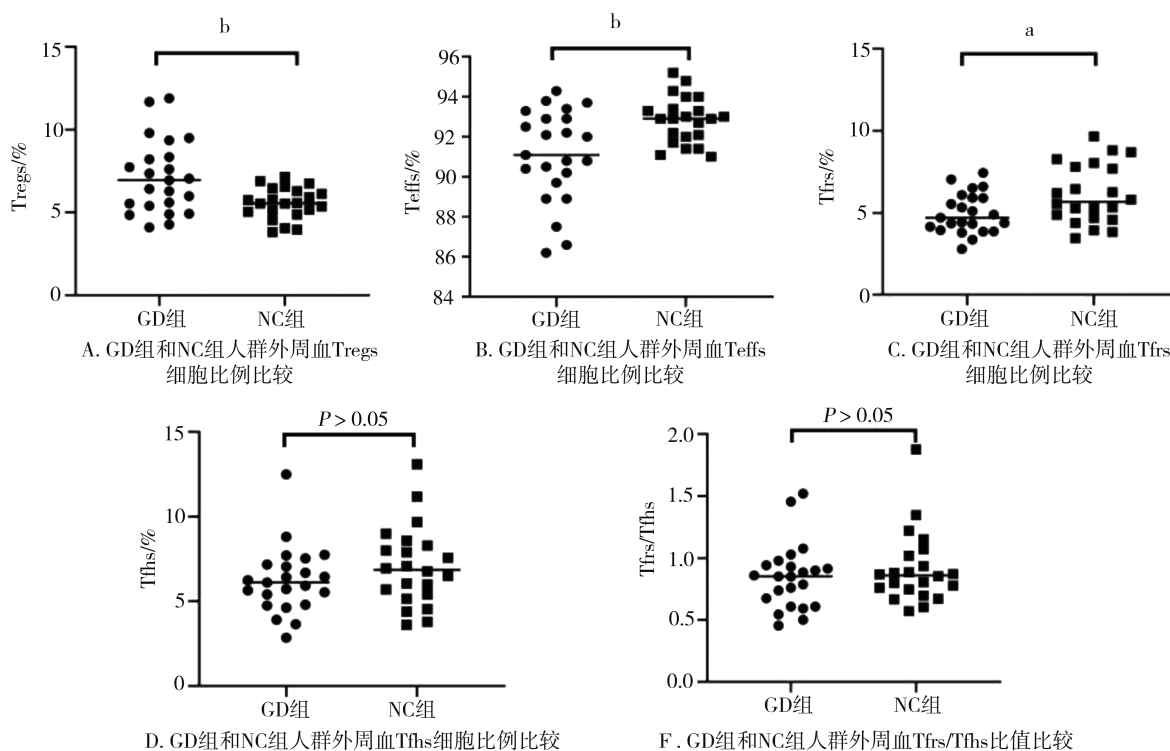 b
15
10
5
0
Tregs/%
GD组
NC组
A. GD组和NC组人群外周血Tregs
细胞比例比较
b
96
94
92
90
88
86
84
Teffs/%
GD组
NC组
B. GD组和NC组人群外周血Teffs
细胞比例比较
a
15
10
5
0
Tfrs/%
GD组
NC组
C. GD组和NC组人群外周血Tfrs
细胞比例比较
P > 0.05
15
10
5
0
Tfhs/%
GD组
NC组
D. GD组和NC组人群外周血Tfhs细胞比例比较
P > 0.05
2.0
1.5
1.0
0.5
0.0
Tfrs/Tfhs
GD组
NC组
F. GD组和NC组人群外周血Tfrs/Tfhs比值比较